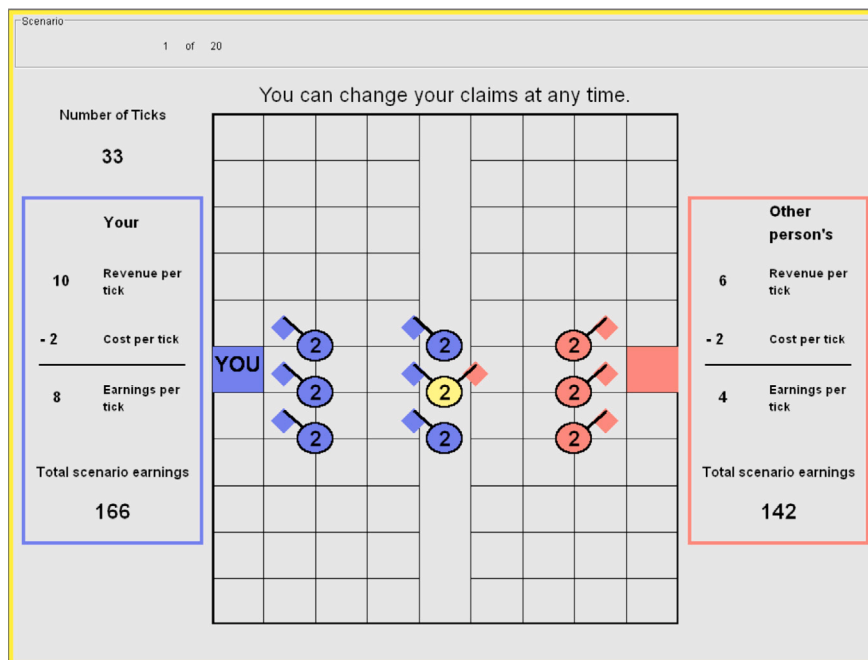 Scenario
1 of 20
You can change your claims at any time.
Number of Ticks
33
Your
10 Revenue per
tick
- 2 Cost per tick
8 Earnings per
tick
Total scenario earnings
166
YOU
2 2 2
2 2 2
2 2 2
Other
person's
6 Revenue per
tick
- 2 Cost per tick
4 Earnings per
tick
Total scenario earnings
142